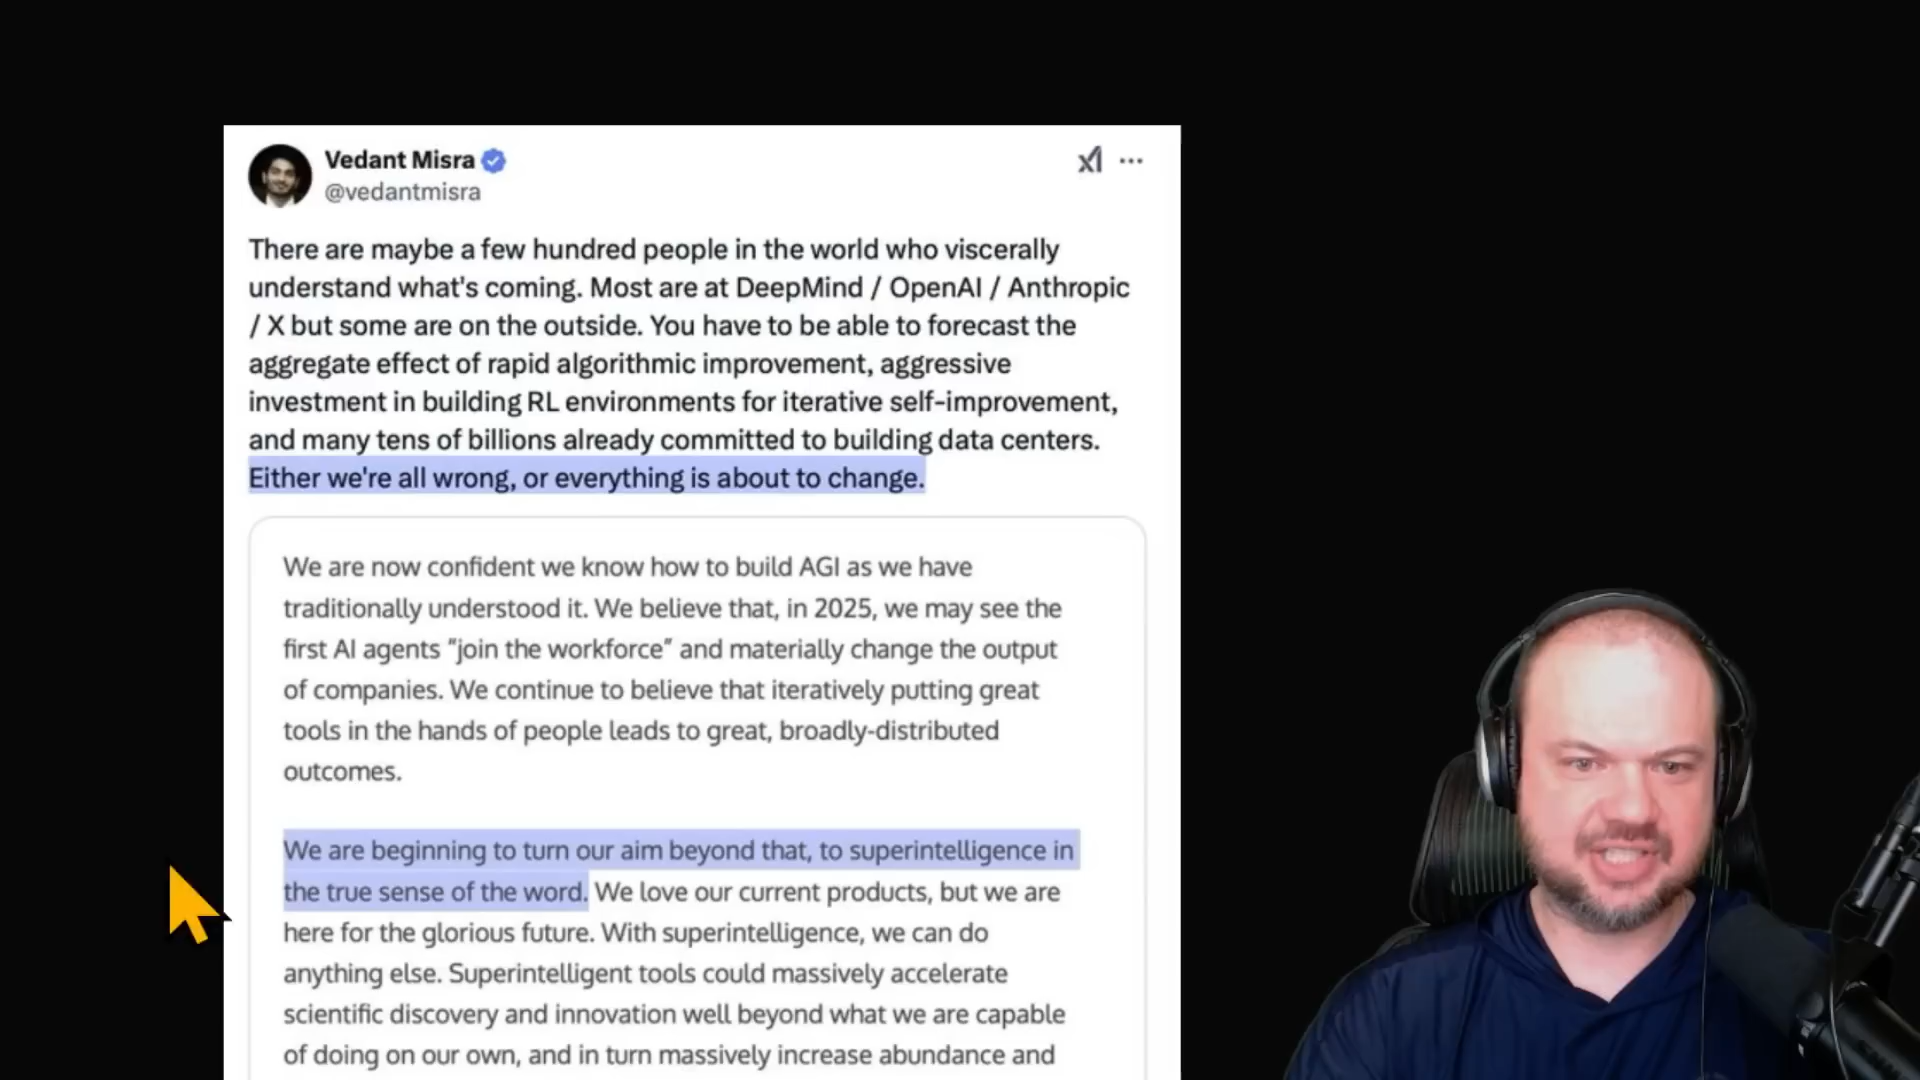 Vedant Misra
@vedantmisra
There are maybe a few hundred people in the world who viscerally
understand what's coming. Most are at DeepMind / OpenAI / Anthropic
/ X but some are on the outside. You have to be able to forecast the
aggregate effect of rapid algorithmic improvement, aggressive
investment in building RL environments for iterative self-improvement,
and many tens of billions already committed to building data centers.
Either we're all wrong, or everything is about to change.
We are now confident we know how to build AGI as we have
traditionally understood it. We believe that, in 2025, we may see the
first AI agents “join the workforce” and materially change the output
of companies. We continue to believe that iteratively putting great
tools in the hands of people leads to great, broadly-distributed
outcomes.
We are beginning to turn our aim beyond that, to superintelligence in
the true sense of the word. We love our current products, but we are
here for the glorious future. With superintelligence, we can do
anything else. Superintelligent tools could massively accelerate
scientific discovery and innovation well beyond what we are capable
of doing on our own, and in turn massively increase abundance and